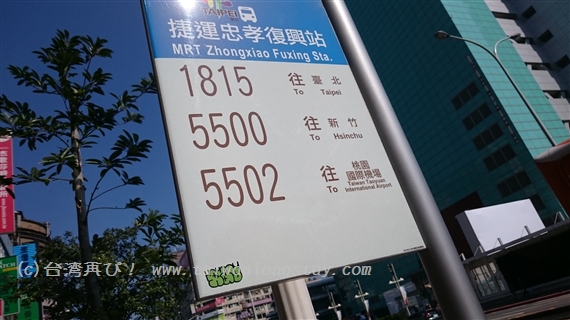 TAIPEI
捷運忠孝復興站
MRT Zhongxiao Fuxing Sta.
1815 往 臺北
To Taipei
5500 往 新竹
To Hsinchu
5502 往 桃園
國際機場
To Taiwan Taoyuan
International Airport
(c)台湾再び!